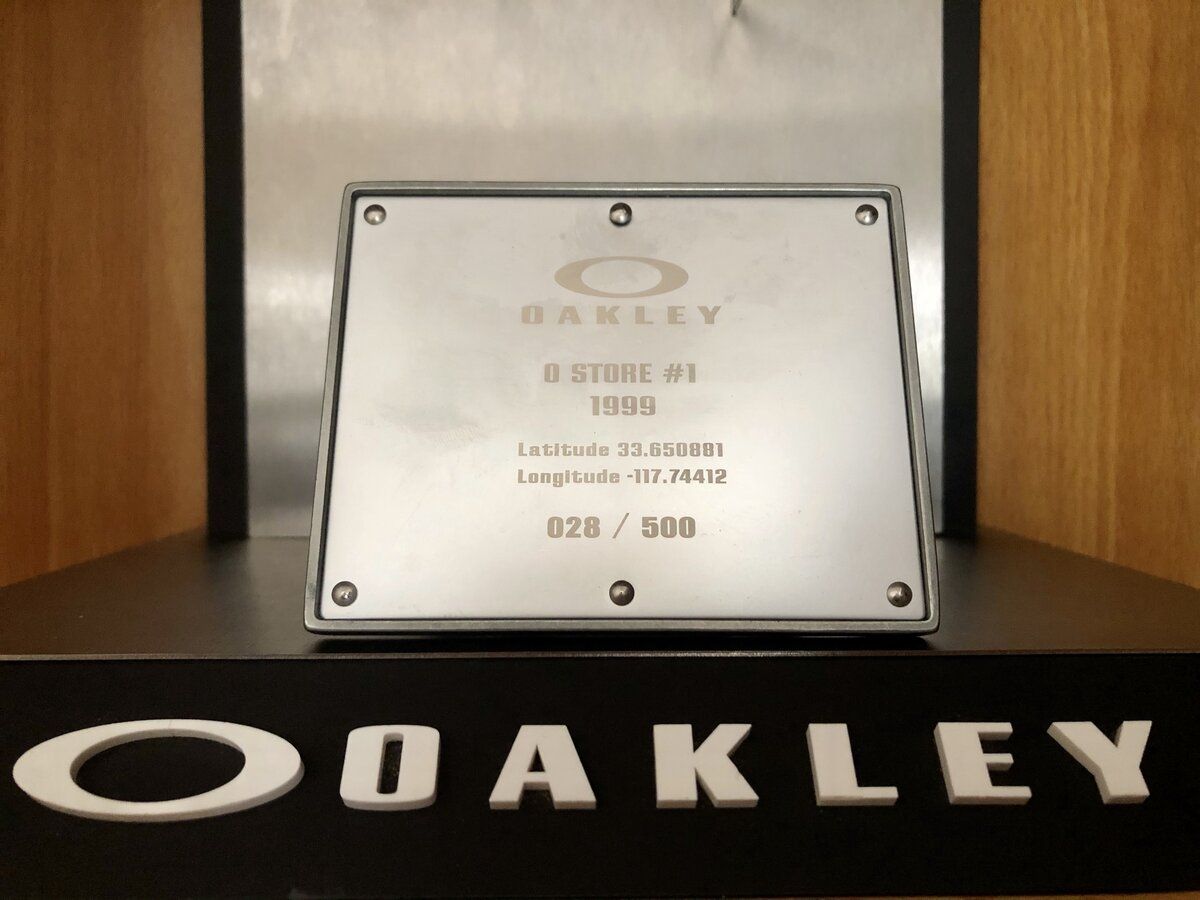 OAKLEY
O STORE #1
1999
Latitude 33.650881
Longitude -117.74412
028 / 500
OAKLEY